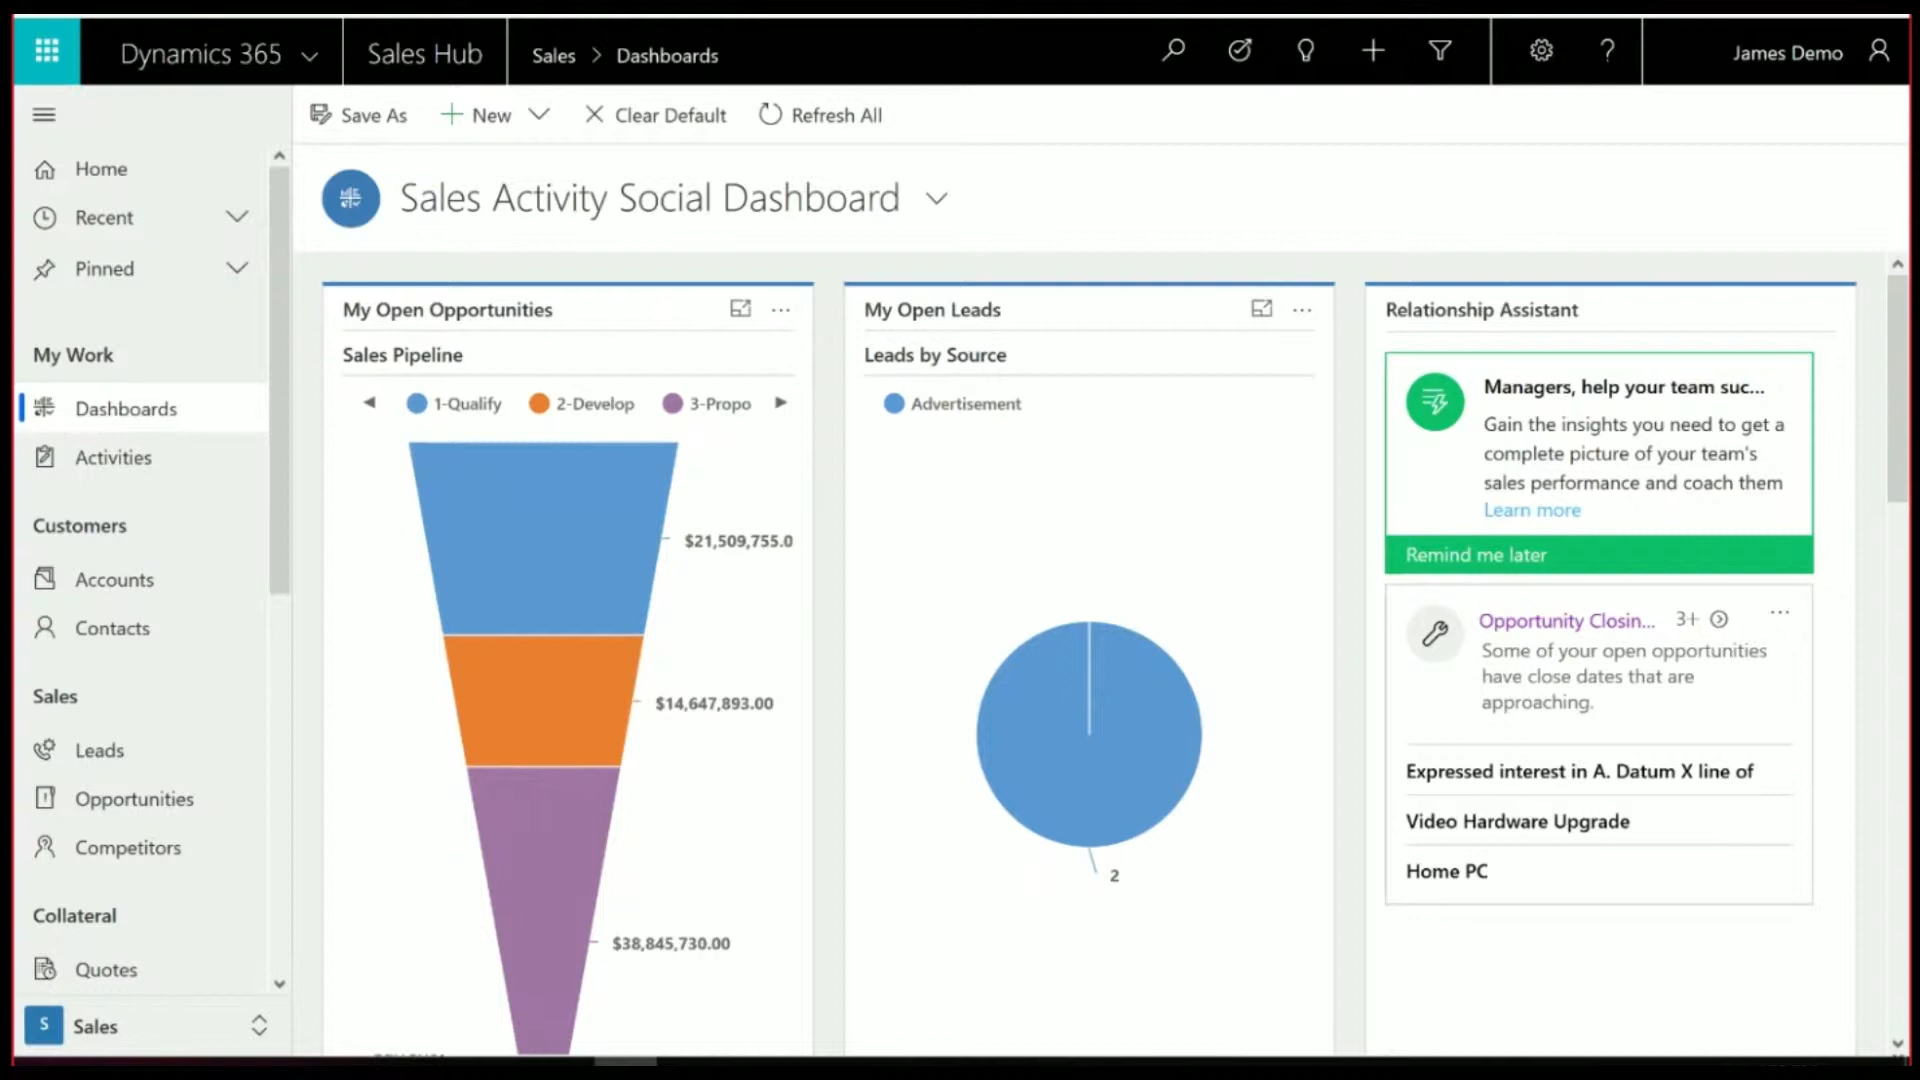 Dynamics 365
Sales Hub
Sales > Dashboards
?
James Demo
Save As
New
Clear Default
Refresh All
Home
Recent
Pinned
My Work
Dashboards
Activities
Customers
Accounts
Contacts
Sales
Leads
Opportunities
Competitors
Collateral
Quotes
S
Sales
Sales Activity Social Dashboard
My Open Opportunities
...
Sales Pipeline
1-Qualify
2-Develop
3-Propo
$21,509,755.0
$14,647,893.00
$38,845,730.00
My Open Leads
...
Leads by Source
Advertisement
2
Relationship Assistant
Managers, help your team suc...
Gain the insights you need to get a
complete picture of your team's
sales performance and coach them
Learn more
Remind me later
Opportunity Closin... 3+
...
Some of your open opportunities
have close dates that are
approaching.
Expressed interest in A. Datum X line of
Video Hardware Upgrade
Home PC